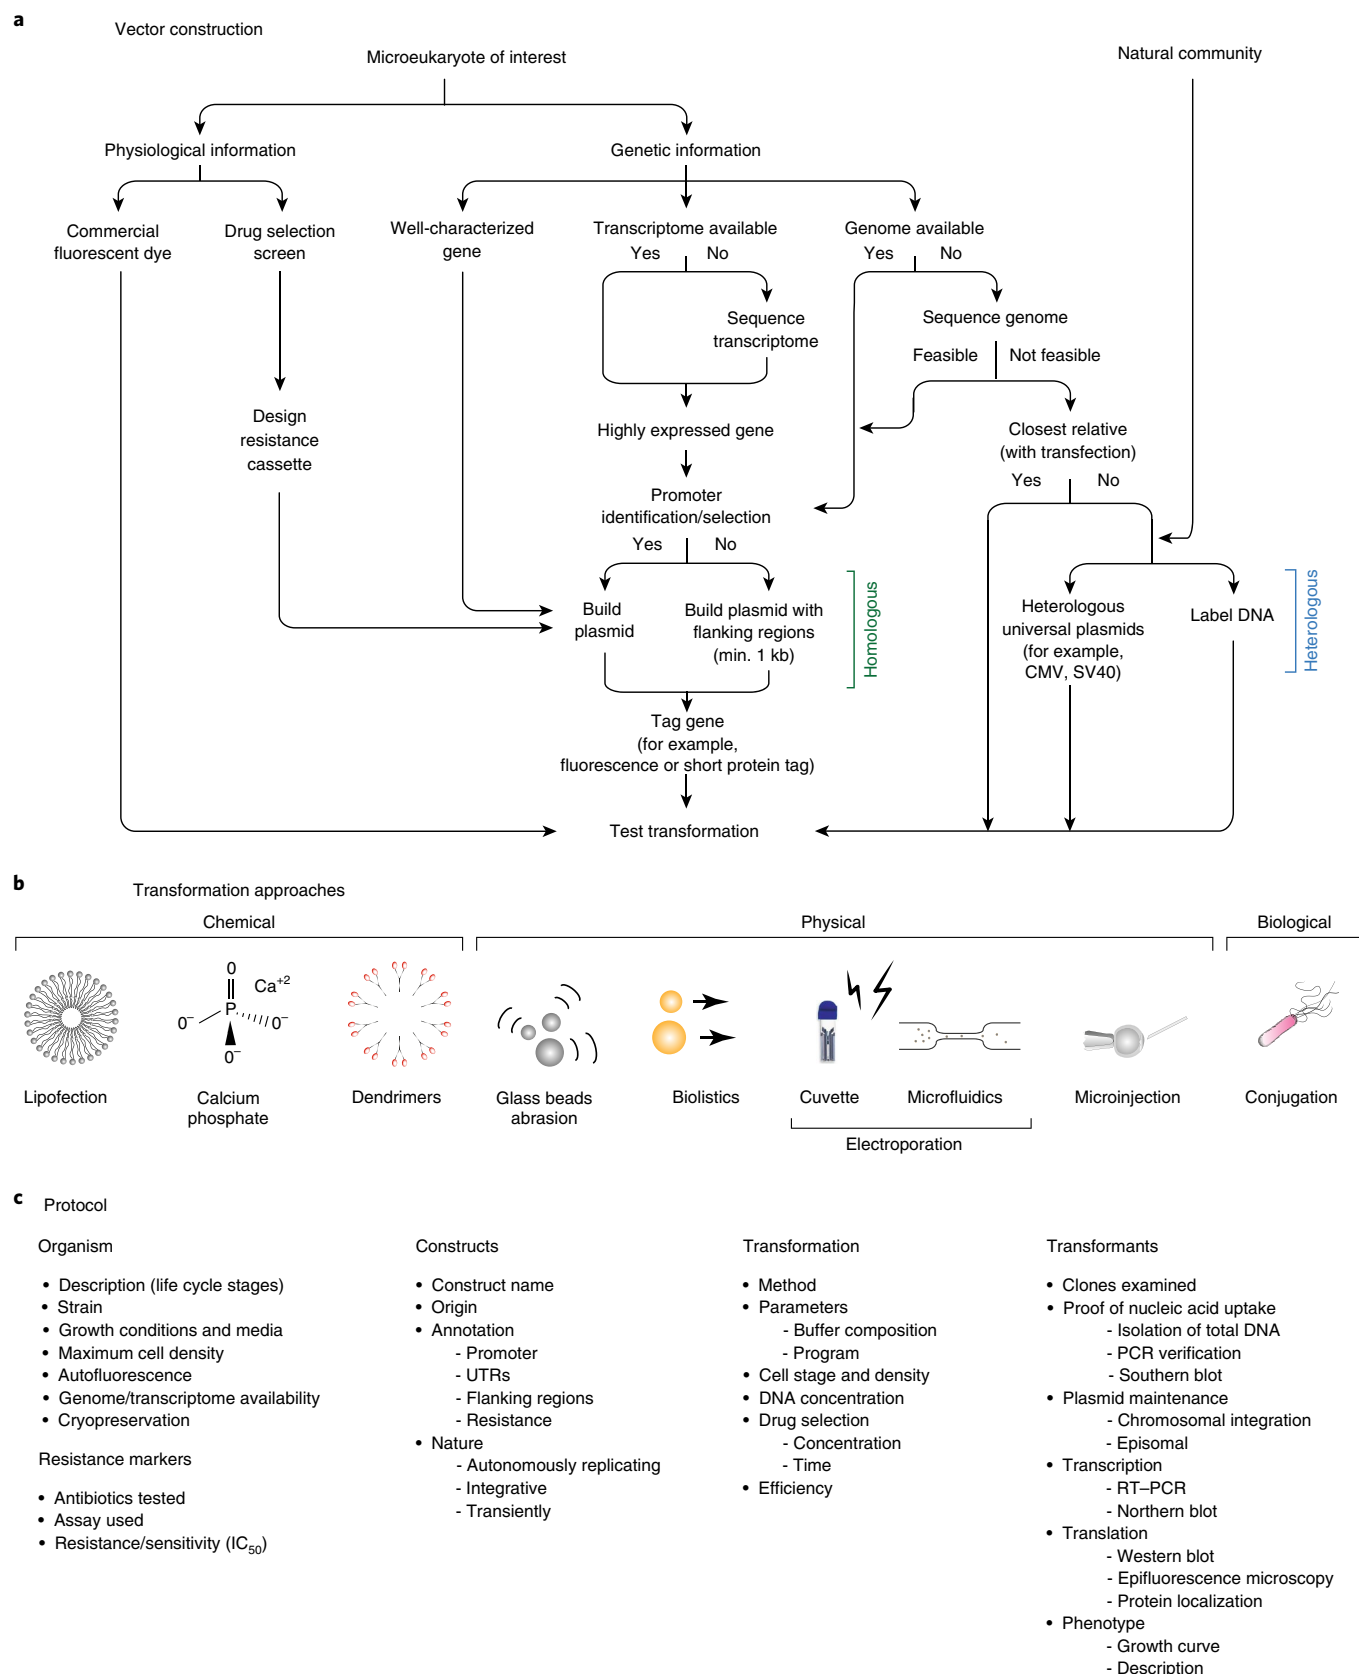 a
Vector construction
Microeukaryote of interest
Natural community
Physiological information
Genetic information
Commercial
fluorescent dye
Drug selection
screen
Well-characterized
gene
Transcriptome available
Yes
No
Genome available
Yes
No
Sequence
transcriptome
Sequence genome
Feasible
Not feasible
Design
resistance
cassette
Highly expressed gene
Closest relative
(with transfection)
Yes
No
Promoter
identification/selection
Yes
No
Build
plasmid
Build plasmid with
flanking regions
(min. 1 kb)
Homologous
Heterologous
universal plasmids
(for example,
CMV, SV40)
Label DNA
Heterologous
Tag gene
(for example,
fluorescence or short protein tag)
Test transformation
b
Transformation approaches
Chemical
Physical
Biological
O
P
O⁻
O⁻
O⁻
Ca⁺²
Lipofection
Calcium
phosphate
Dendrimers
Glass beads
abrasion
Biolistics
Cuvette
Microfluidics
Electroporation
Microinjection
Conjugation
c
Protocol
Organism
• Description (life cycle stages)
• Strain
• Growth conditions and media
• Maximum cell density
• Autofluorescence
• Genome/transcriptome availability
• Cryopreservation
Resistance markers
• Antibiotics tested
• Assay used
• Resistance/sensitivity (IC₅₀)
Constructs
• Construct name
• Origin
• Annotation
- Promoter
- UTRs
- Flanking regions
- Resistance
• Nature
- Autonomously replicating
- Integrative
- Transiently
Transformation
• Method
• Parameters
- Buffer composition
- Program
• Cell stage and density
• DNA concentration
• Drug selection
- Concentration
- Time
• Efficiency
Transformants
• Clones examined
• Proof of nucleic acid uptake
- Isolation of total DNA
- PCR verification
- Southern blot
• Plasmid maintenance
- Chromosomal integration
- Episomal
• Transcription
- RT–PCR
- Northern blot
• Translation
- Western blot
- Epifluorescence microscopy
- Protein localization
• Phenotype
- Growth curve
- Description